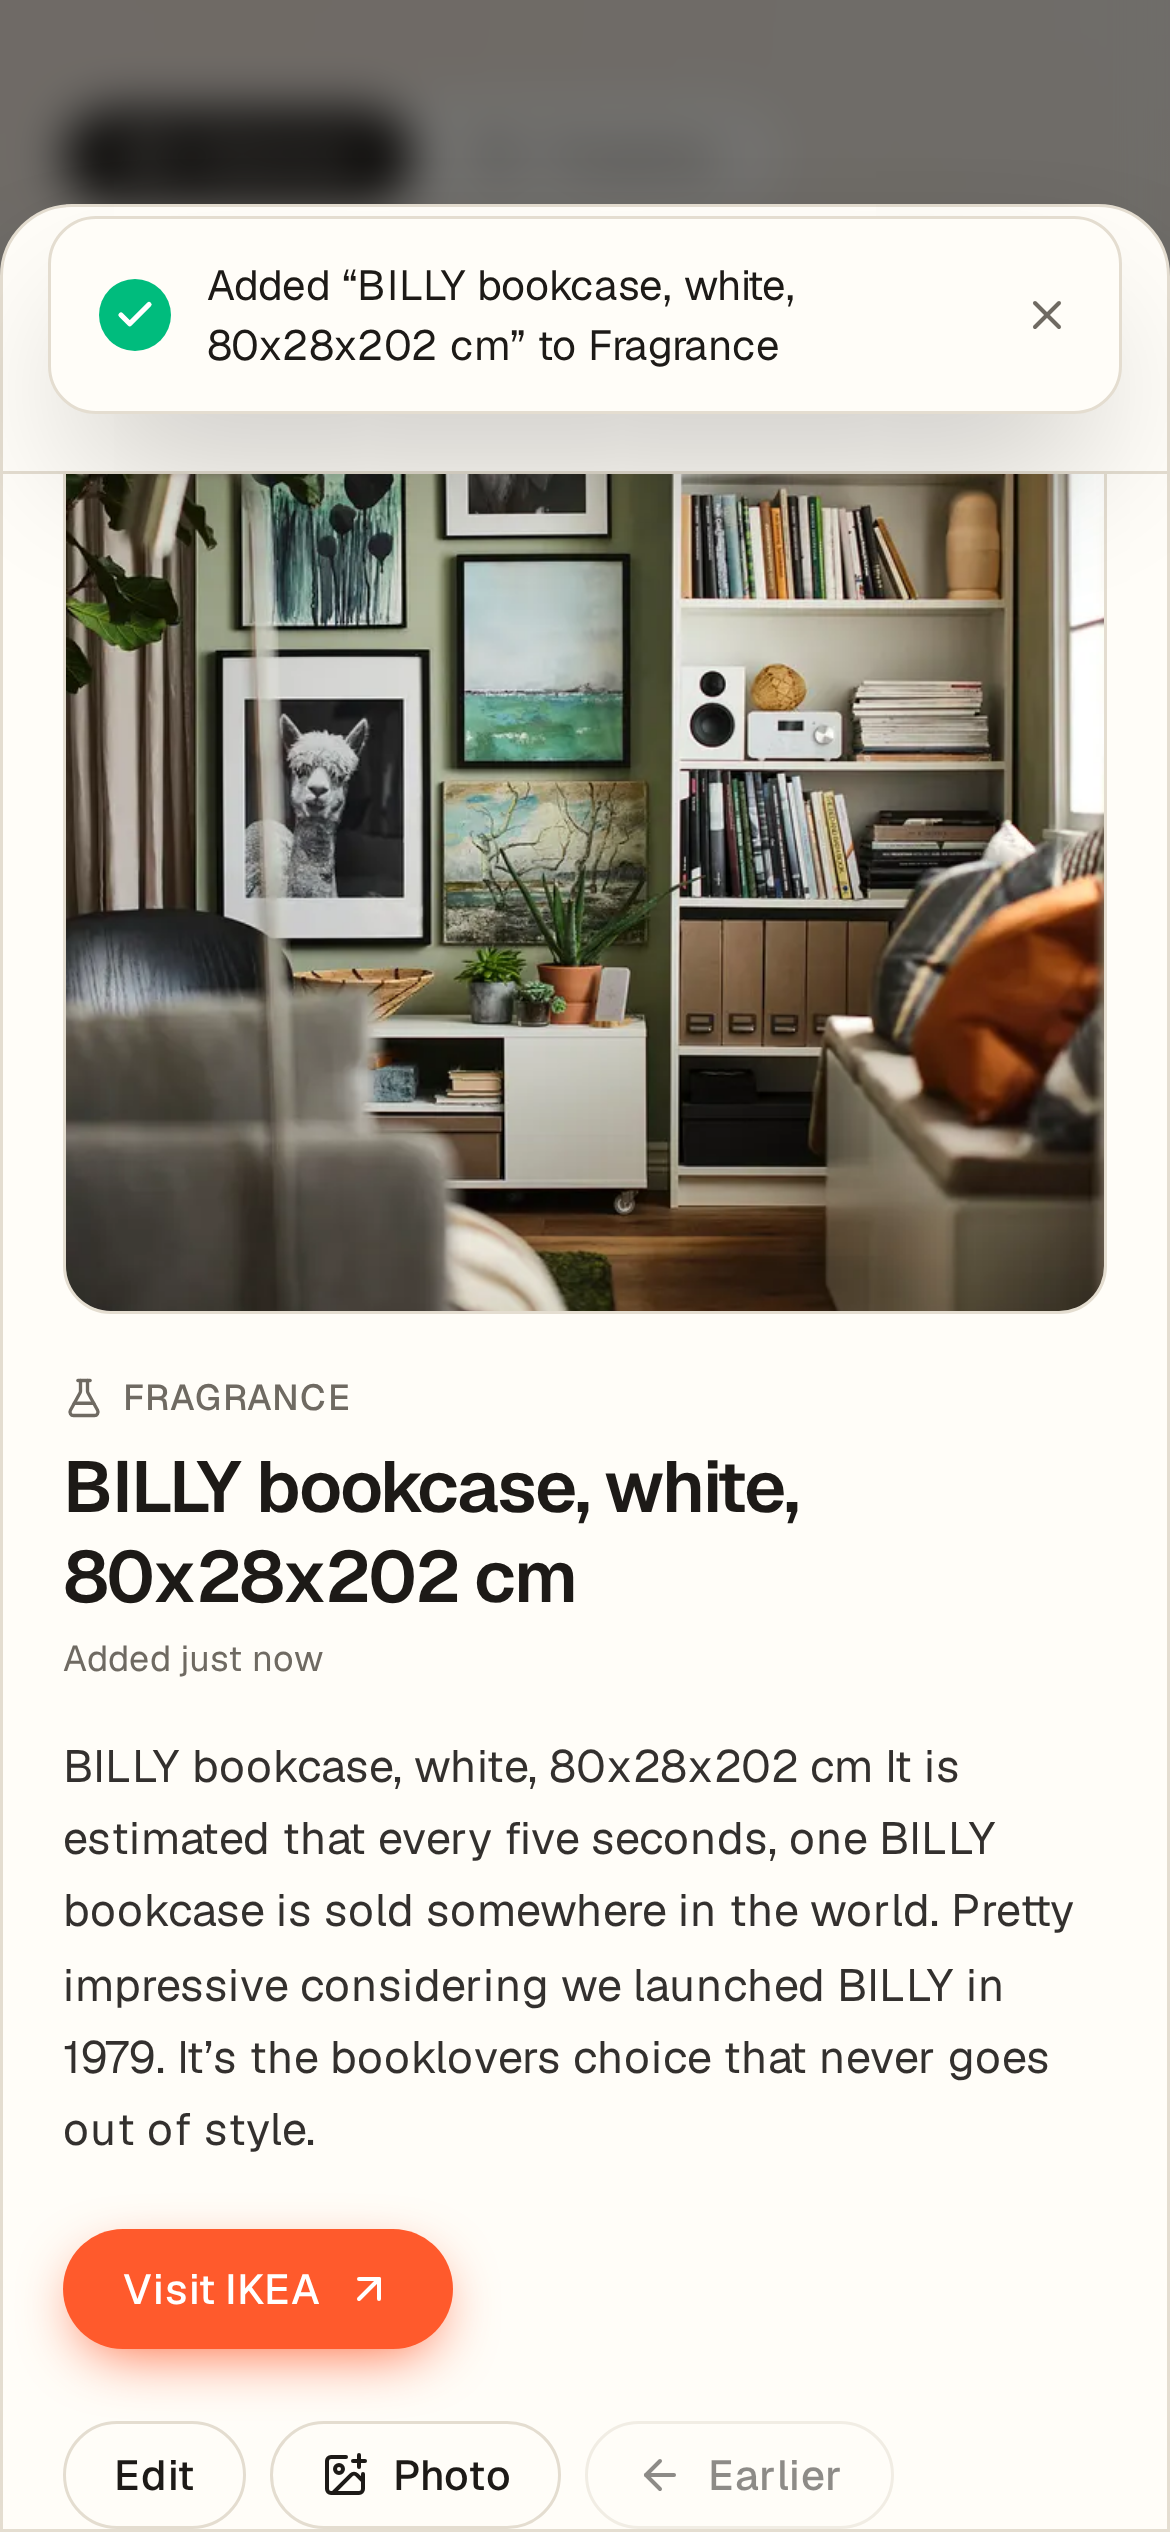 Added “BILLY bookcase, white,
80x28x202 cm” to Fragrance
FRAGRANCE
BILLY bookcase, white,
80x28x202 cm
Added just now
BILLY bookcase, white, 80x28x202 cm It is
estimated that every five seconds, one BILLY
bookcase is sold somewhere in the world. Pretty
impressive considering we launched BILLY in
1979. It’s the booklovers choice that never goes
out of style.
Visit IKEA
Edit
Photo
Earlier